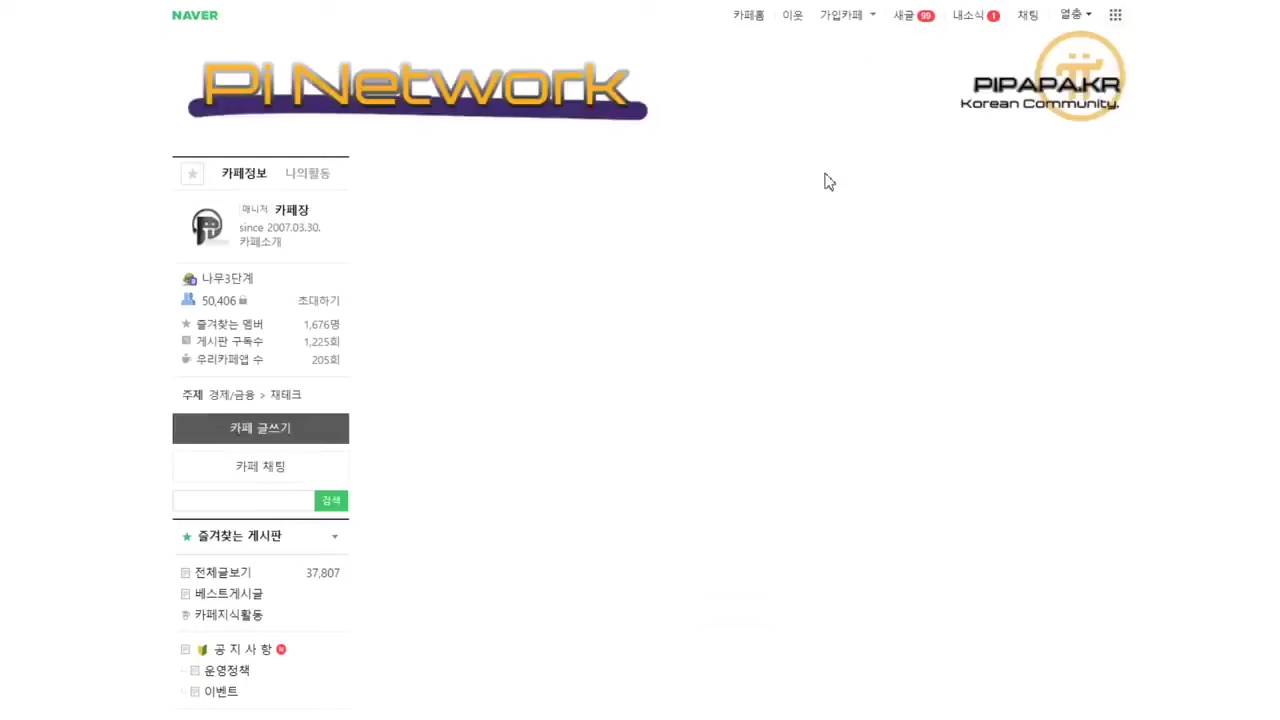 NAVER
카페홈 이웃 가입카페 새글 99 내소식 1 채팅 열충
Pi Network
PIPAPA.KR
Korean Community.
카페정보 나의활동
매니저 카페장
since 2007.03.30.
카페소개
나무3단계
50,406 초대하기
즐겨찾는 멤버 1,676명
게시판 구독수 1,225회
우리카페앱 수 205회
주제 경제/금융 > 재테크
카페 글쓰기
카페 채팅
검색
즐겨찾는 게시판
전체글보기 37,807
베스트게시글
카페지식활동
공 지 사 항 N
운영정책
이벤트